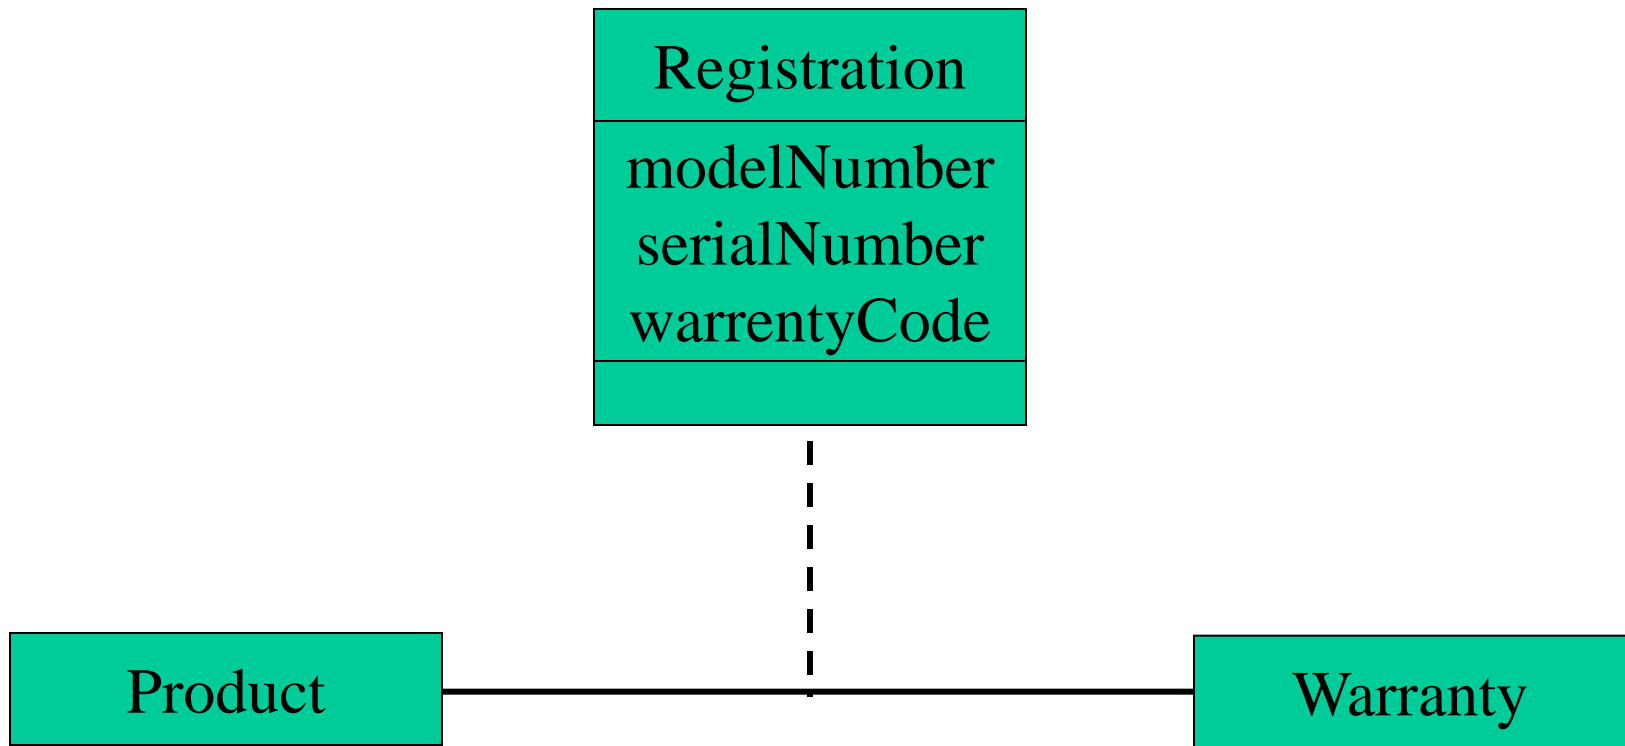 Registration
modelNumber
serialNumber
warrentyCode
Product
Warranty